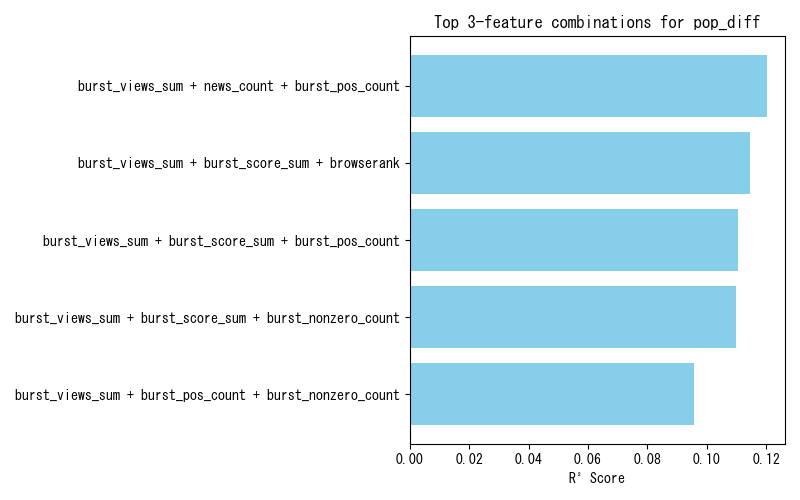 Top 3-feature combinations for pop_diff
burst_views_sum + news_count + burst_pos_count
burst_views_sum + burst_score_sum + browserank
burst_views_sum + burst_score_sum + burst_pos_count
burst_views_sum + burst_score_sum + burst_nonzero_count
burst_views_sum + burst_pos_count + burst_nonzero_count
0.00 0.02 0.04 0.06 0.08 0.10 0.12
R² Score